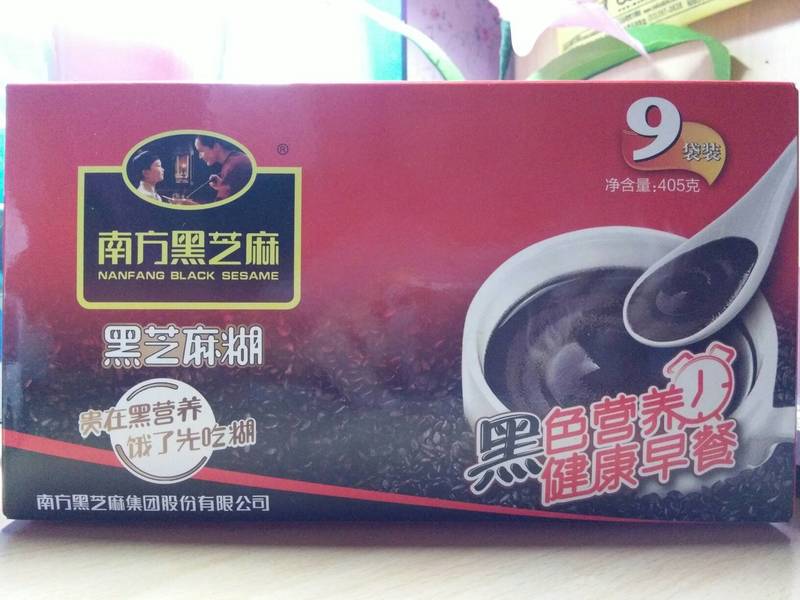 ®
南方黑芝麻
NANFANG BLACK SESAME
黑芝麻糊
贵在黑营养
饿了先吃糊
南方黑芝麻集团股份有限公司
9袋装
净含量:405克
黑色营养
健康早餐